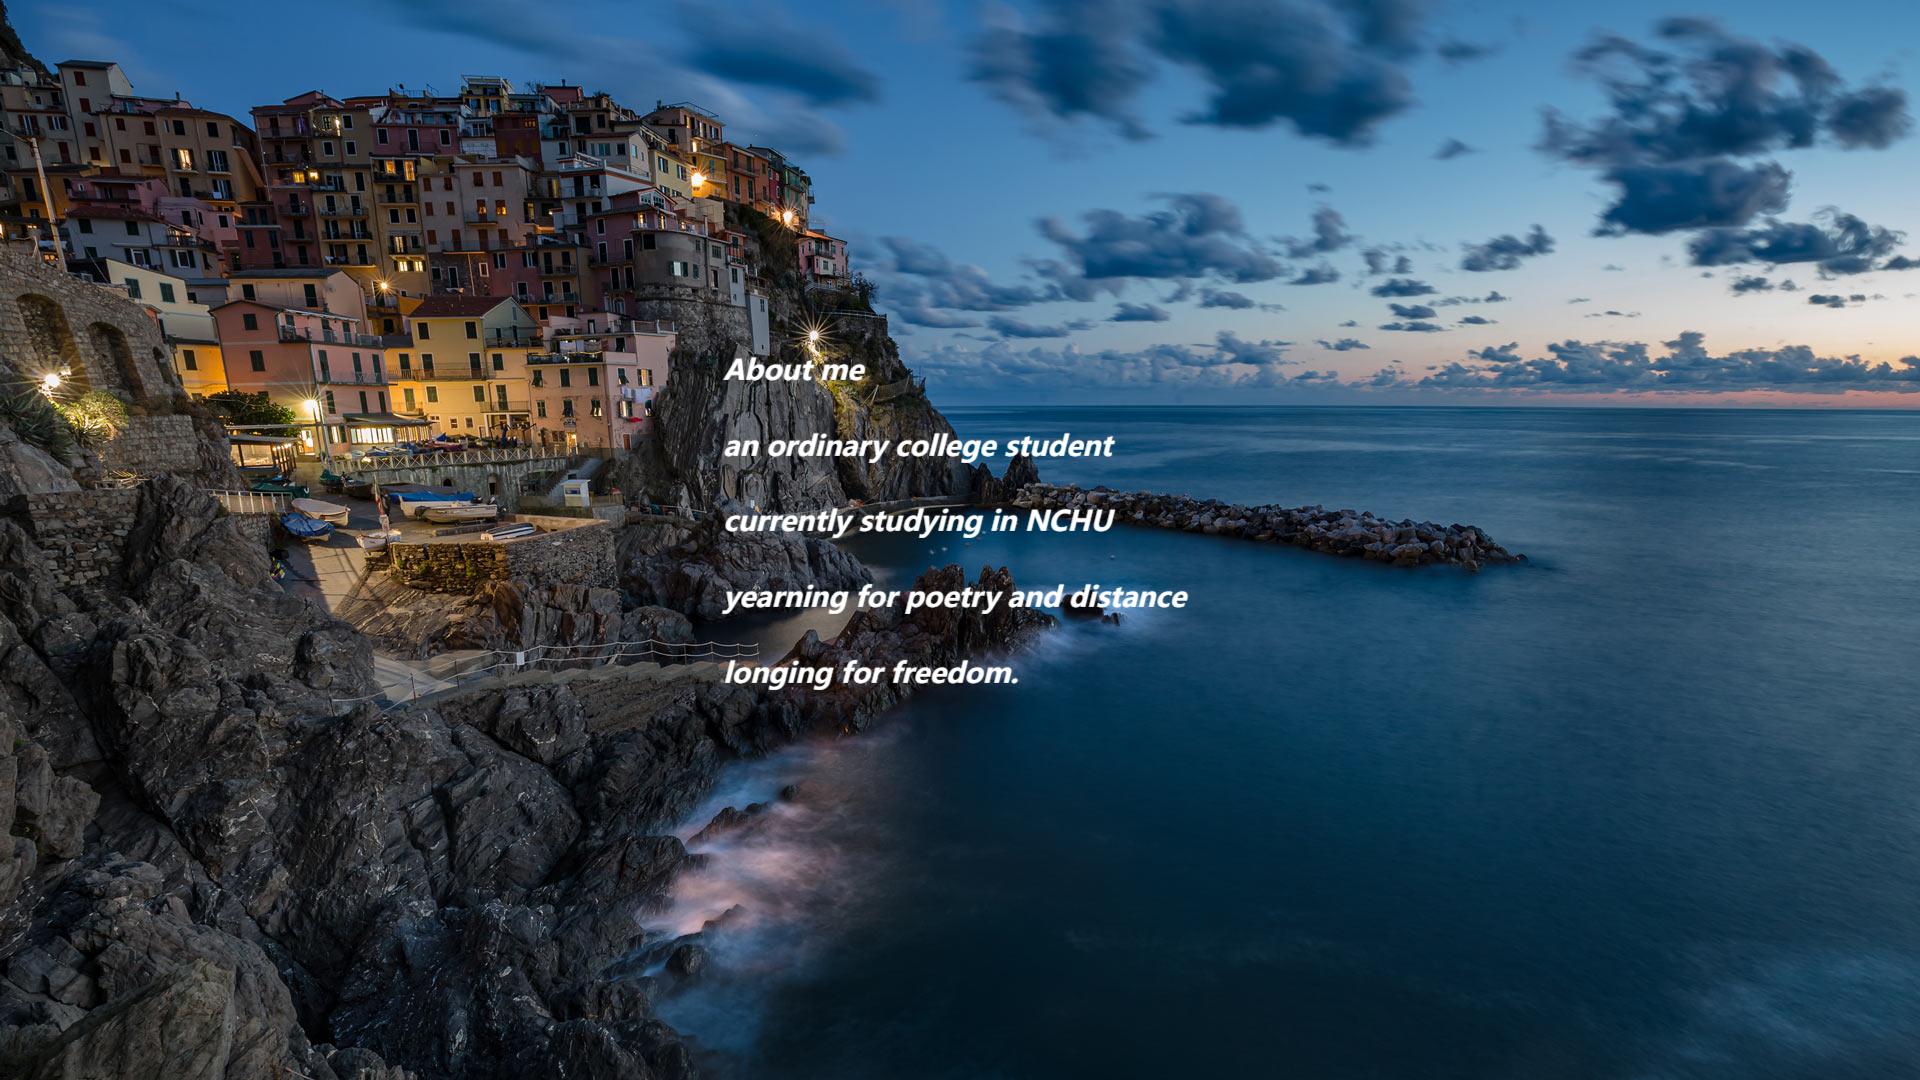 About me
an ordinary college student
currently studying in NCHU
yearning for poetry and distance
longing for freedom.